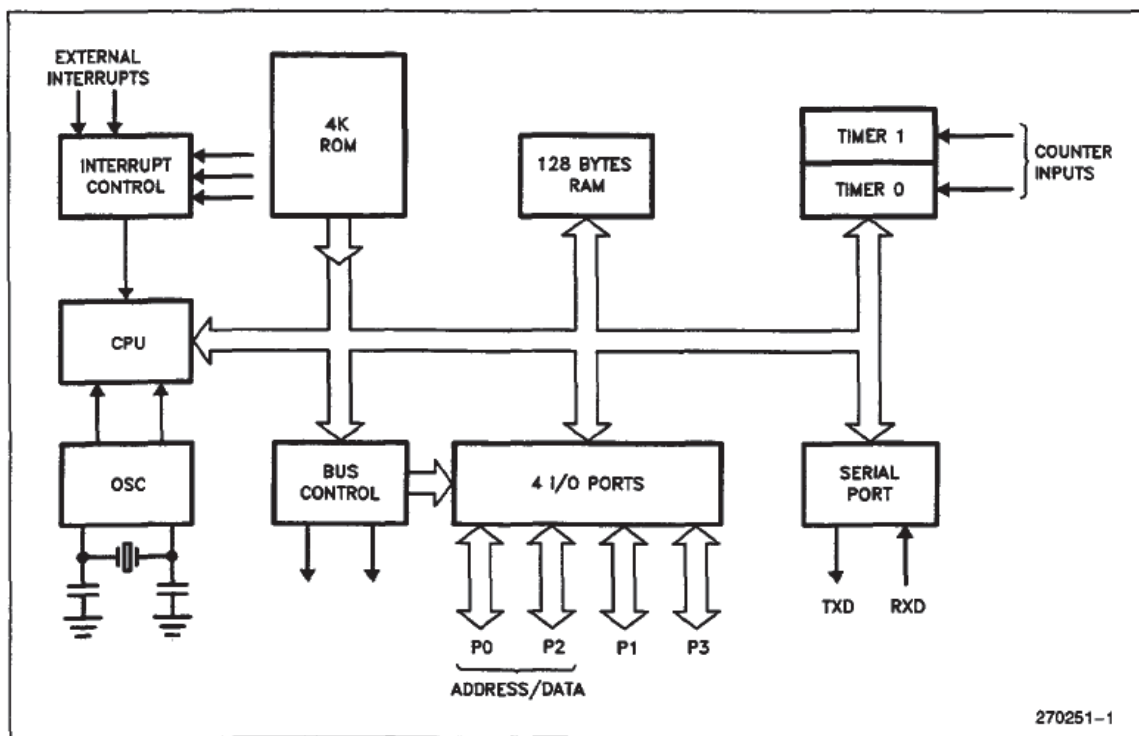 EXTERNAL
INTERRUPTS
INTERRUPT
CONTROL
4K
ROM
128 BYTES
RAM
TIMER 1
TIMER 0
COUNTER
INPUTS
CPU
OSC
BUS
CONTROL
4 I/O PORTS
SERIAL
PORT
TXD RXD
P0 P2 P1 P3
ADDRESS/DATA
270251-1